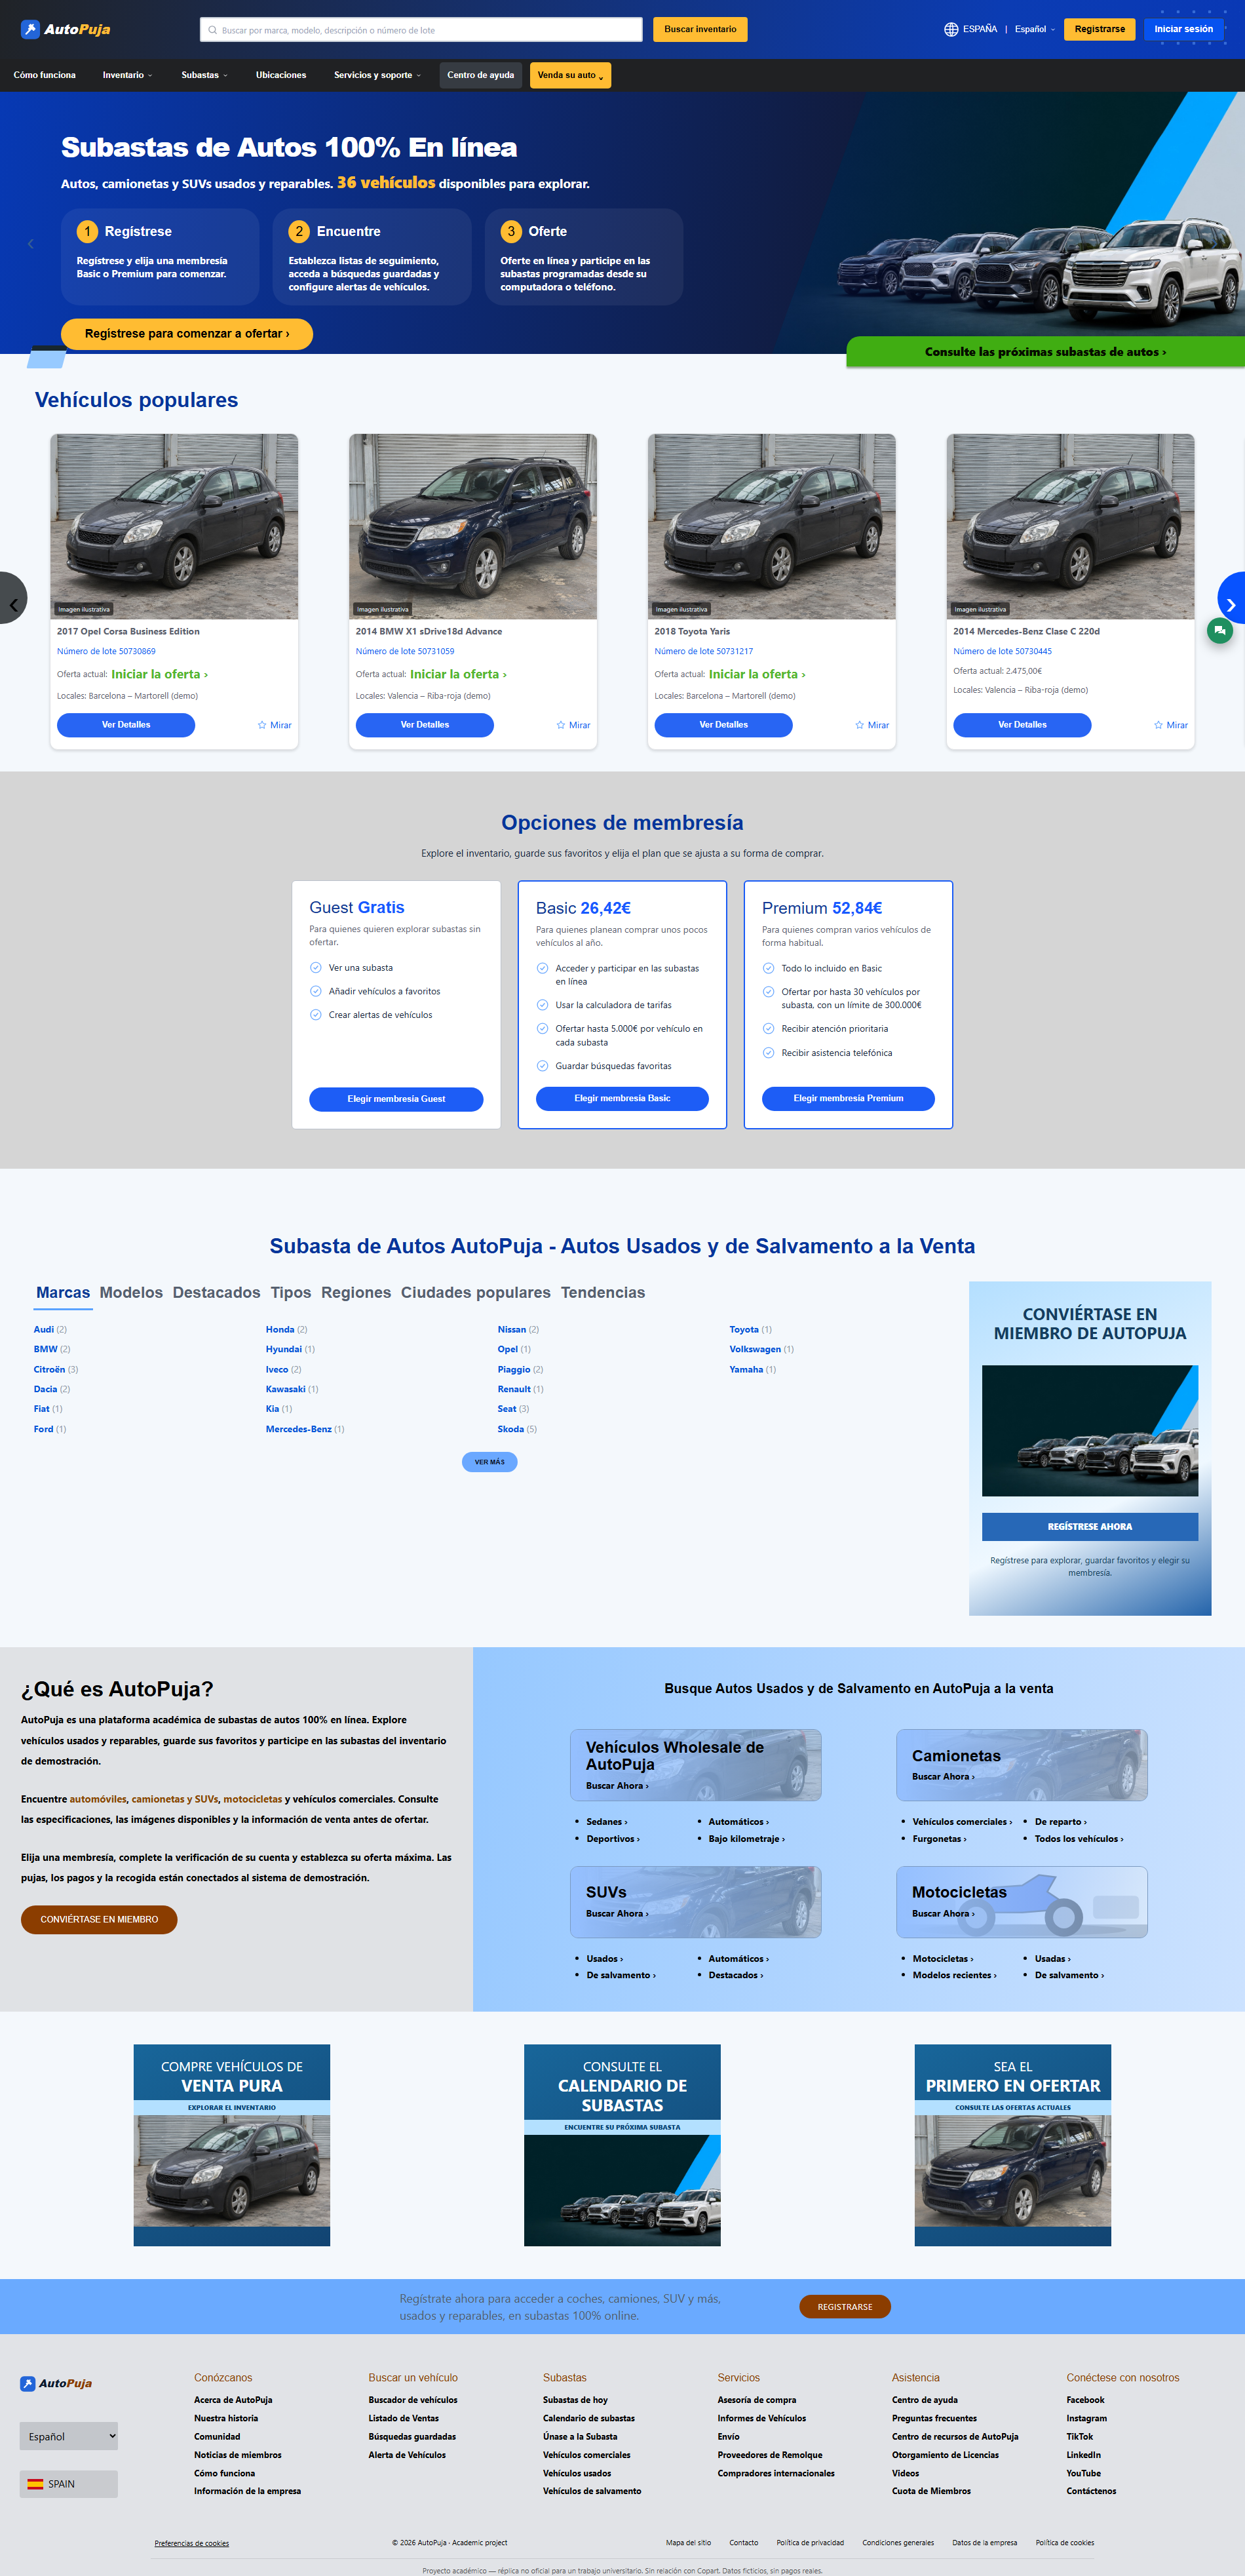 AutoPuja
Buscar por marca, modelo, descripción o número de lote
Buscar inventario
ESPAÑA | Español
Registrarse
Iniciar sesión
Cómo funciona
Inventario
Subastas
Ubicaciones
Servicios y soporte
Centro de ayuda
Venda su auto
Subastas de Autos 100% En línea
Autos, camionetas y SUVs usados y reparables. 36 vehículos disponibles para explorar.
1 Regístrese
Regístrese y elija una membresía
Basic o Premium para comenzar.
2 Encuentre
Establezca listas de seguimiento,
acceda a búsquedas guardadas y
configure alertas de vehículos.
3 Oferte
Oferte en línea y participe en las
subastas programadas desde su
computadora o teléfono.
Regístrese para comenzar a ofertar ›
Consulte las próximas subastas de autos ›
Vehículos populares
Imagen ilustrativa
2017 Opel Corsa Business Edition
Número de lote 50730869
Oferta actual: Iniciar la oferta ›
Locales: Barcelona – Martorell (demo)
Ver Detalles
Mirar
Imagen ilustrativa
2014 BMW X1 sDrive18d Advance
Número de lote 50731059
Oferta actual: Iniciar la oferta ›
Locales: Valencia – Riba-roja (demo)
Ver Detalles
Mirar
Imagen ilustrativa
2018 Toyota Yaris
Número de lote 50731217
Oferta actual: Iniciar la oferta ›
Locales: Barcelona – Martorell (demo)
Ver Detalles
Mirar
Imagen ilustrativa
2014 Mercedes-Benz Clase C 220d
Número de lote 50730445
Oferta actual: 2.475,00€
Locales: Valencia – Riba-roja (demo)
Ver Detalles
Mirar
Opciones de membresía
Explore el inventario, guarde sus favoritos y elija el plan que se ajusta a su forma de comprar.
Guest Gratis
Para quienes quieren explorar subastas sin
ofertar.
Ver una subasta
Añadir vehículos a favoritos
Crear alertas de vehículos
Elegir membresía Guest
Basic 26,42€
Para quienes planean comprar unos pocos
vehículos al año.
Acceder y participar en las subastas
en línea
Usar la calculadora de tarifas
Ofertar hasta 5.000€ por vehículo en
cada subasta
Guardar búsquedas favoritas
Elegir membresía Basic
Premium 52,84€
Para quienes compran varios vehículos de
forma habitual.
Todo lo incluido en Basic
Ofertar por hasta 30 vehículos por
subasta, con un límite de 300.000€
Recibir atención prioritaria
Recibir asistencia telefónica
Elegir membresía Premium
Subasta de Autos AutoPuja - Autos Usados y de Salvamento a la Venta
Marcas Modelos Destacados Tipos Regiones Ciudades populares Tendencias
Audi (2)
BMW (2)
Citroën (3)
Dacia (2)
Fiat (1)
Ford (1)
Honda (2)
Hyundai (1)
Iveco (2)
Kawasaki (1)
Kia (1)
Mercedes-Benz (1)
Nissan (2)
Opel (1)
Piaggio (2)
Renault (1)
Seat (3)
Skoda (5)
Toyota (1)
Volkswagen (1)
Yamaha (1)
VER MÁS
CONVIÉRTASE EN
MIEMBRO DE AUTOPUJA
REGÍSTRESE AHORA
Regístrese para explorar, guardar favoritos y elegir su
membresía.
¿Qué es AutoPuja?
AutoPuja es una plataforma académica de subastas de autos 100% en línea. Explore
vehículos usados y reparables, guarde sus favoritos y participe en las subastas del inventario
de demostración.
Encuentre automóviles, camionetas y SUVs, motocicletas y vehículos comerciales. Consulte
las especificaciones, las imágenes disponibles y la información de venta antes de ofertar.
Elija una membresía, complete la verificación de su cuenta y establezca su oferta máxima. Las
pujas, los pagos y la recogida están conectados al sistema de demostración.
CONVIÉRTASE EN MIEMBRO
Busque Autos Usados y de Salvamento en AutoPuja a la venta
Vehículos Wholesale de
AutoPuja
Buscar Ahora ›
Sedanes ›
Deportivos ›
Automáticos ›
Bajo kilometraje ›
Camionetas
Buscar Ahora ›
Vehículos comerciales ›
Furgonetas ›
De reparto ›
Todos los vehículos ›
SUVs
Buscar Ahora ›
Usados ›
De salvamento ›
Automáticos ›
Destacados ›
Motocicletas
Buscar Ahora ›
Motocicletas ›
Modelos recientes ›
Usadas ›
De salvamento ›
COMPRE VEHÍCULOS DE
VENTA PURA
EXPLORAR EL INVENTARIO
CONSULTE EL
CALENDARIO DE
SUBASTAS
ENCUENTRE SU PRÓXIMA SUBASTA
SEA EL
PRIMERO EN OFERTAR
CONSULTE LAS OFERTAS ACTUALES
Regístrate ahora para acceder a coches, camiones, SUV y más,
usados y reparables, en subastas 100% online.
REGISTRARSE
AutoPuja
Español
SPAIN
Conózcanos
Acerca de AutoPuja
Nuestra historia
Comunidad
Noticias de miembros
Cómo funciona
Información de la empresa
Buscar un vehículo
Buscador de vehículos
Listado de Ventas
Búsquedas guardadas
Alerta de Vehículos
Subastas
Subastas de hoy
Calendario de subastas
Únase a la Subasta
Vehículos comerciales
Vehículos usados
Vehículos de salvamento
Servicios
Asesoría de compra
Informes de Vehículos
Envío
Proveedores de Remolque
Compradores internacionales
Asistencia
Centro de ayuda
Preguntas frecuentes
Centro de recursos de AutoPuja
Otorgamiento de Licencias
Videos
Cuota de Miembros
Conéctese con nosotros
Facebook
Instagram
TikTok
LinkedIn
YouTube
Contáctenos
Preferencias de cookies
© 2026 AutoPuja · Academic project
Mapa del sitio
Contacto
Política de privacidad
Condiciones generales
Datos de la empresa
Política de cookies
Proyecto académico — réplica no oficial para un trabajo universitario. Sin relación con Copart. Datos ficticios, sin pagos reales.